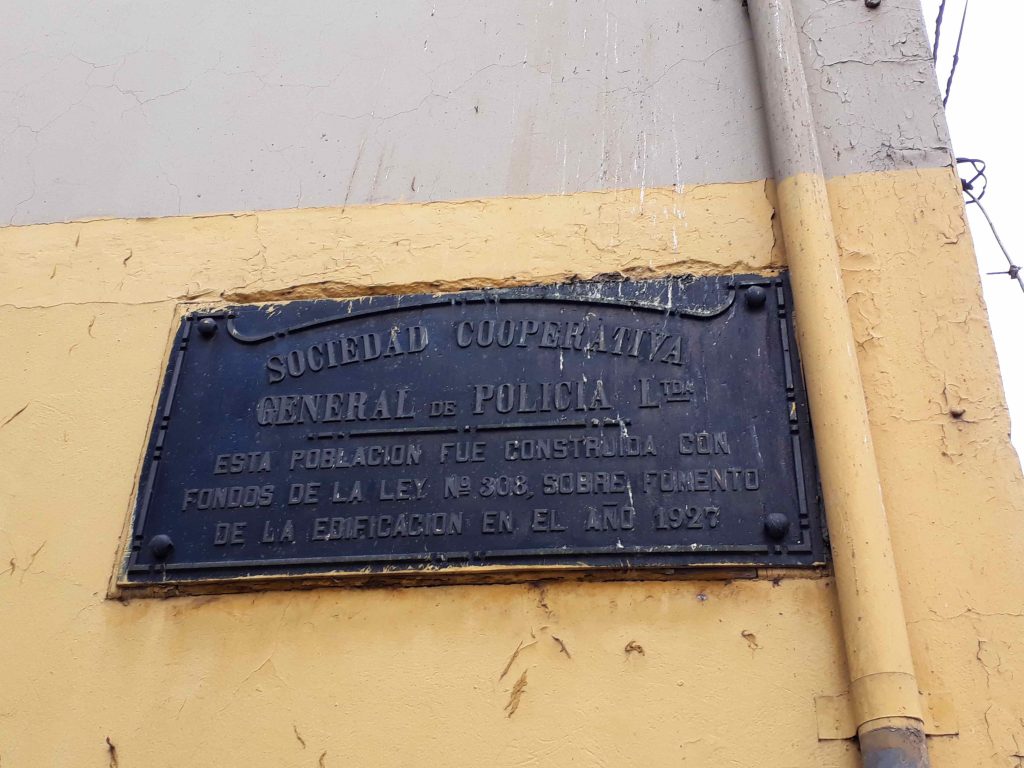 SOCIEDAD COOPERATIVA
GENERAL DE POLICIA LTDA
ESTA POBLACION FUE CONSTRUIDA CON
FONDOS DE LA LEY Nº 308, SOBRE FOMENTO
DE LA EDIFICACION EN EL AÑO 1927